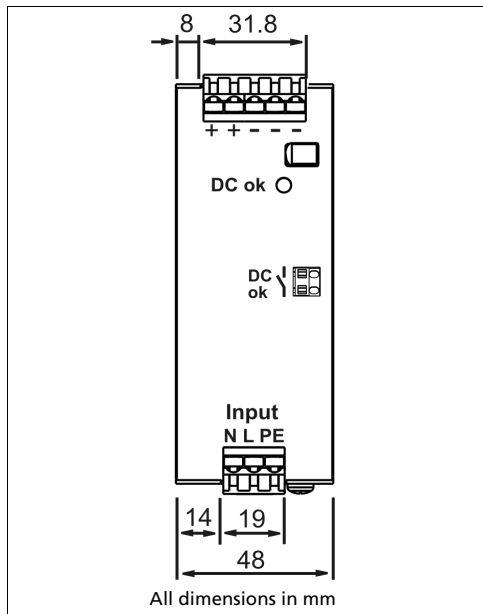 8 31.8
+ + - - -
DC ok
DC
ok
Input
N L PE
14 19
48
All dimensions in mm